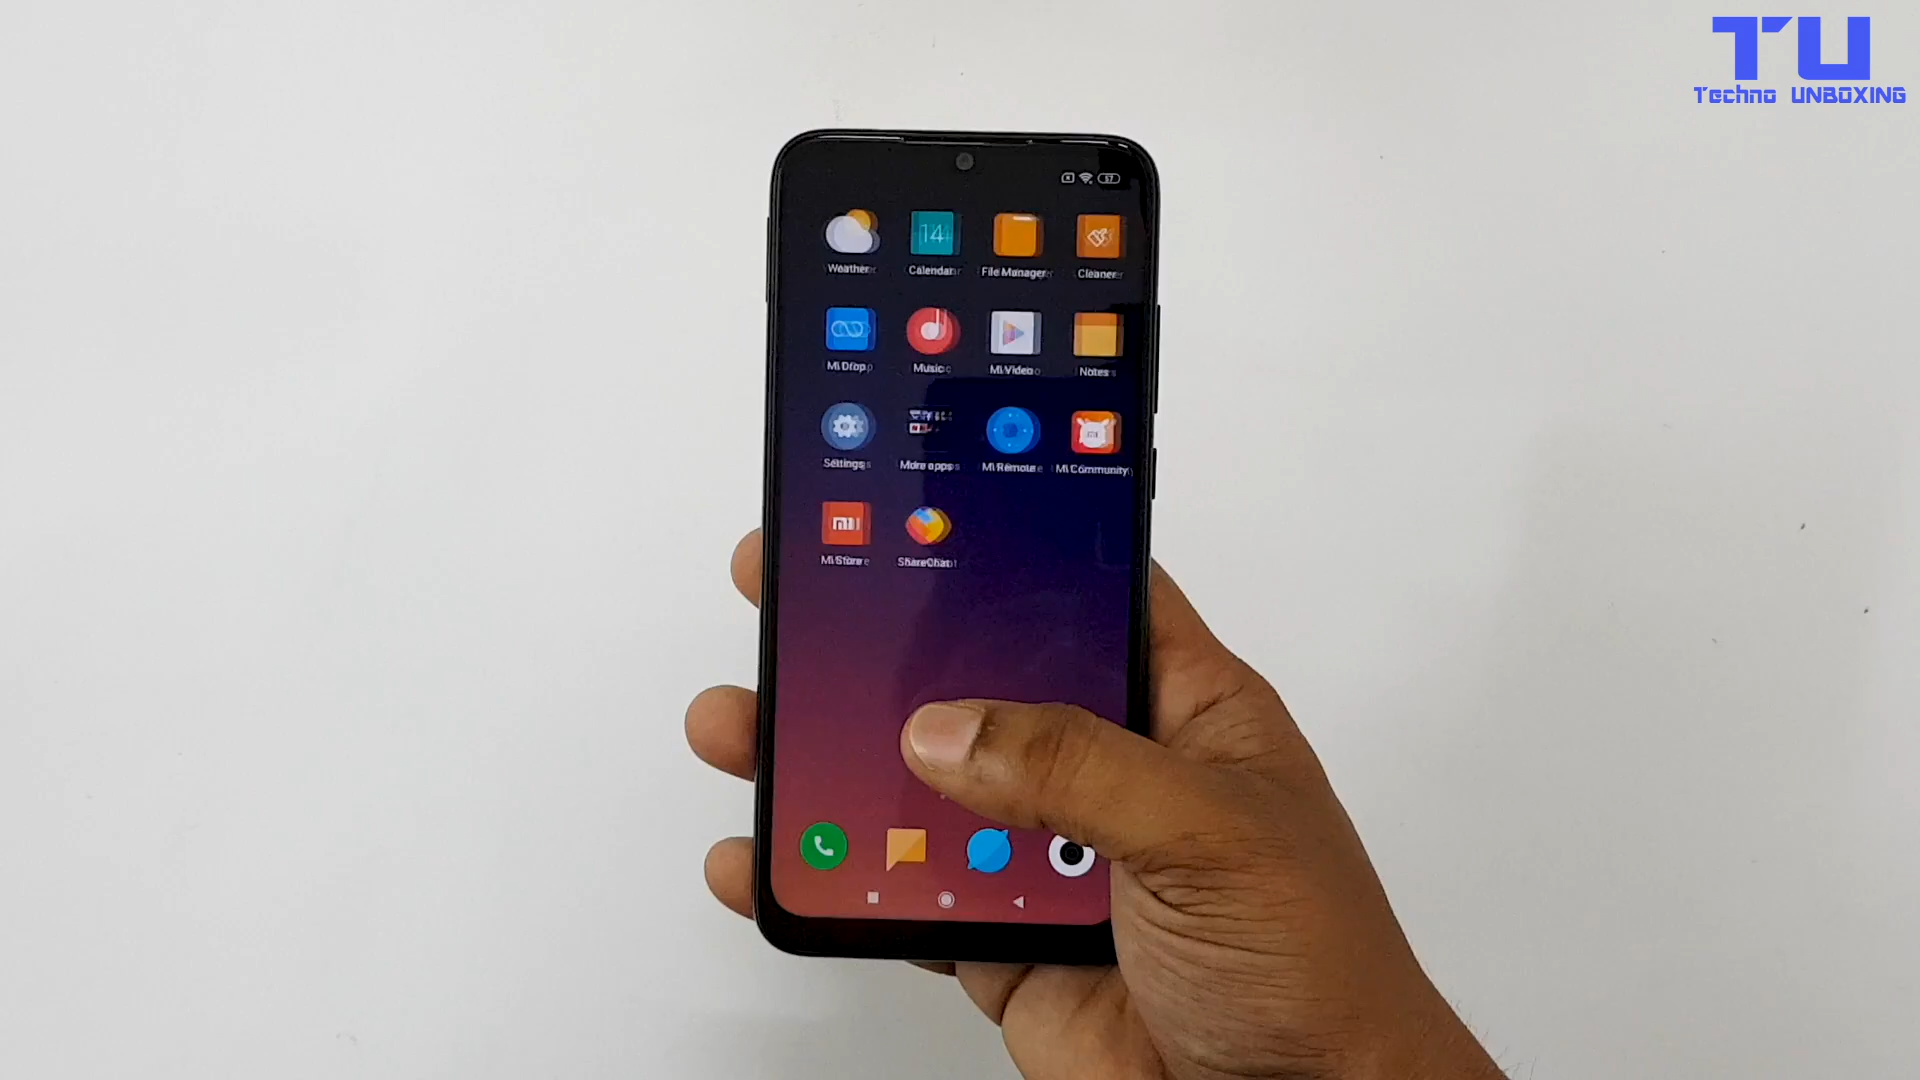 TU
Techno UNBOXING
57
Weather
Calendar
File Manager
Cleaner
14
Mi Drop
Music
Mi Video
Notes
Settings
More apps
Mi Remote
Mi Community
Mi Store
ShareChat